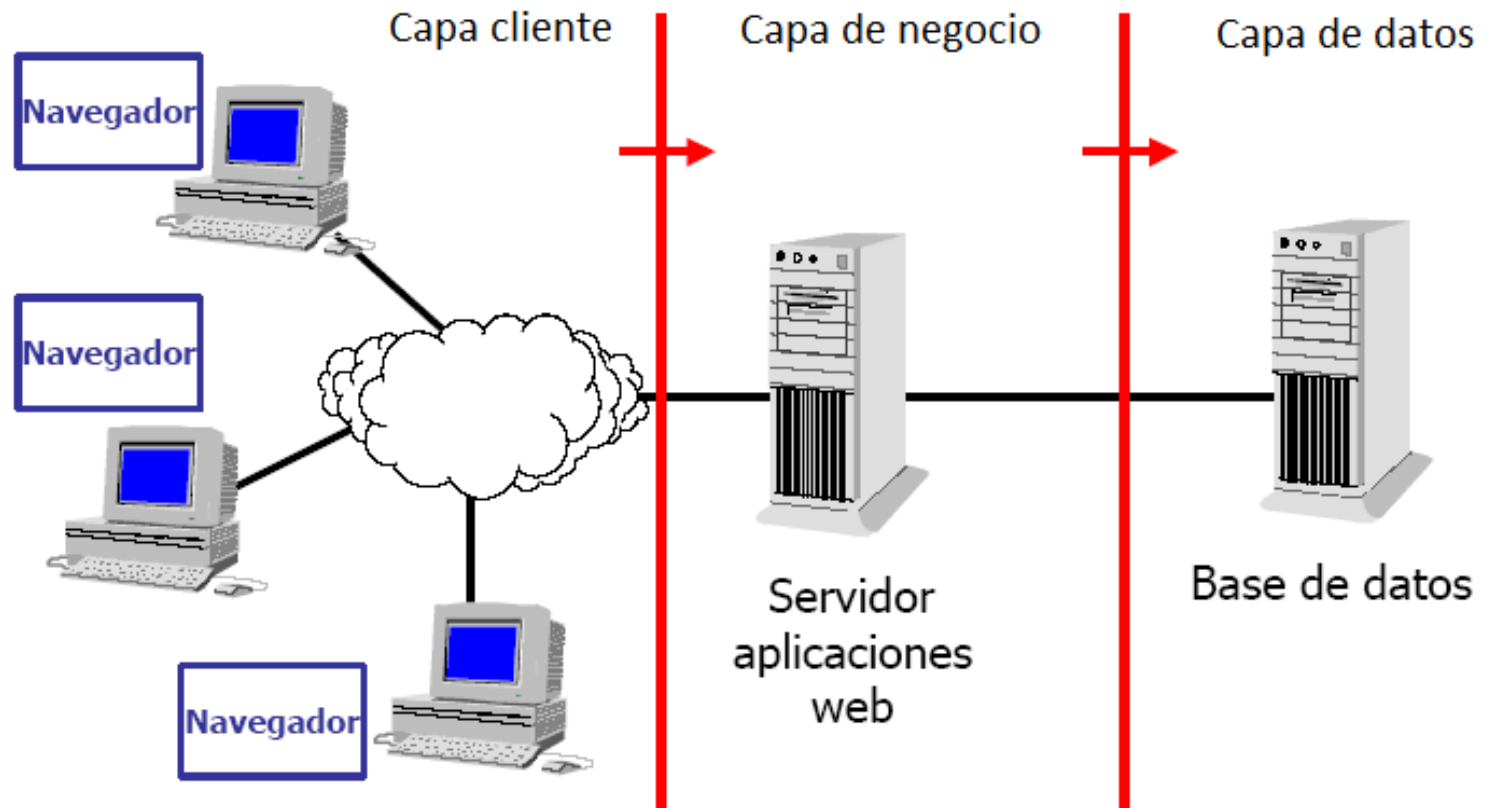 Capa cliente
Capa de negocio
Capa de datos
Navegador
Navegador
Navegador
Servidor
aplicaciones
web
Base de datos